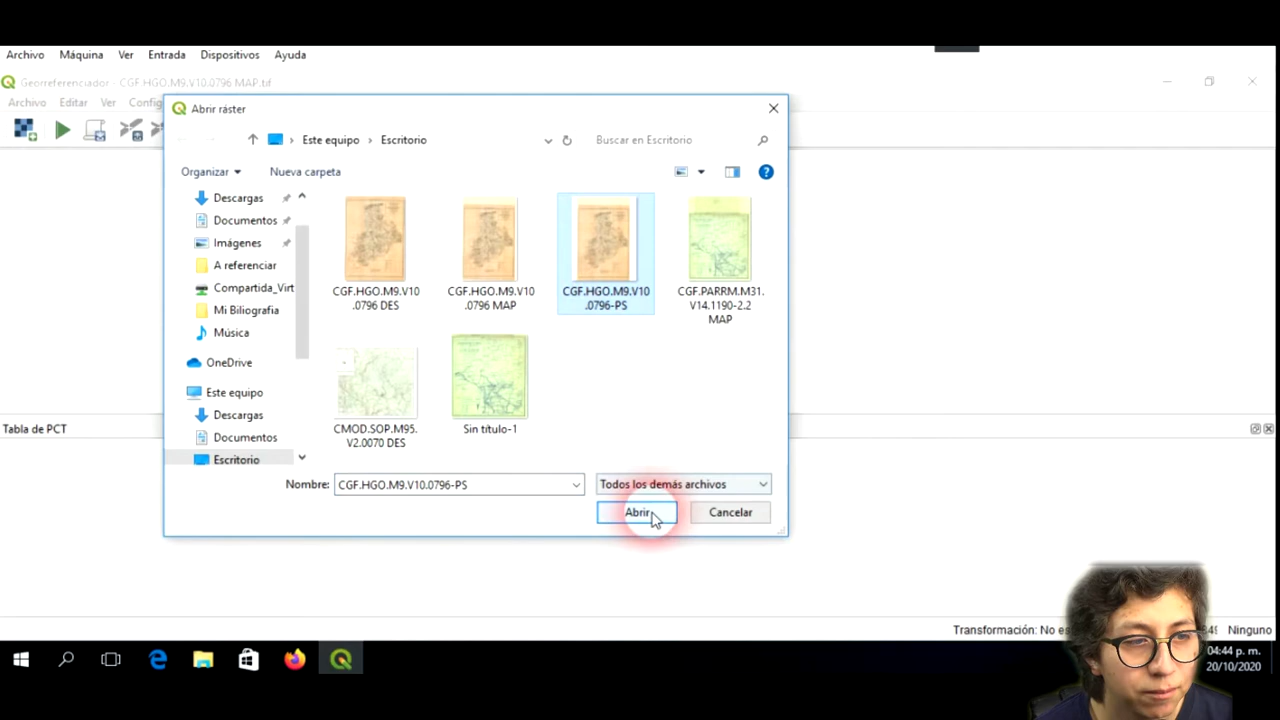 Archivo Máquina Ver Entrada Dispositivos Ayuda
Georreferenciador - CGF.HGO.M9.V10.0796 MAP.tif
Archivo Editar Ver Config
Abrir ráster
Este equipo Escritorio
Buscar en Escritorio
Organizar Nueva carpeta
Descargas
Documentos
Imágenes
A referenciar
Compartida_Virt
Mi Biliografia
Música
OneDrive
Este equipo
Descargas
Documentos
Escritorio
CGF.HGO.M9.V10
.0796 DES
CGF.HGO.M9.V10
.0796 MAP
CGF.HGO.M9.V10
.0796-PS
CGF.PARRM.M31.
V14.1190-2.2
MAP
CMOD.SOP.M95.
V2.0070 DES
Sin título-1
Nombre: CGF.HGO.M9.V10.0796-PS
Todos los demás archivos
Abrir Cancelar
Tabla de PCT
Transformación: No es
Ninguno
04:44 p. m.
20/10/2020